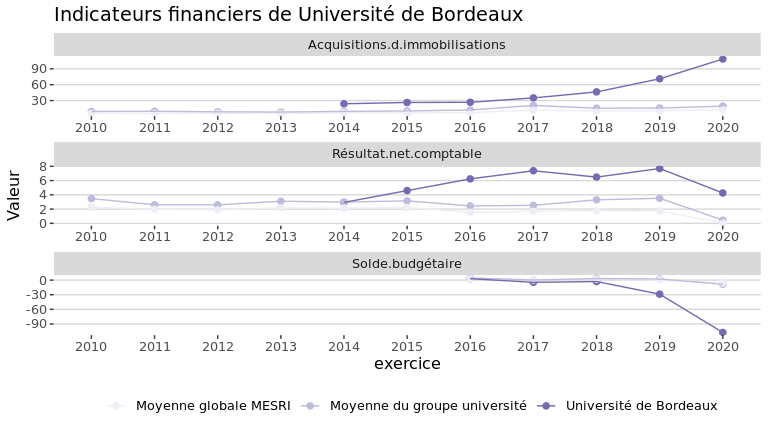 Indicateurs financiers de Université de Bordeaux
Acquisitions.d.immobilisations
90
60
30
2010 2011 2012 2013 2014 2015 2016 2017 2018 2019 2020
Résultat.net.comptable
8
6
4
2
0
2010 2011 2012 2013 2014 2015 2016 2017 2018 2019 2020
Solde.budgétaire
0
-30
-60
-90
2010 2011 2012 2013 2014 2015 2016 2017 2018 2019 2020
Valeur
exercice
Moyenne globale MESRI Moyenne du groupe université Université de Bordeaux